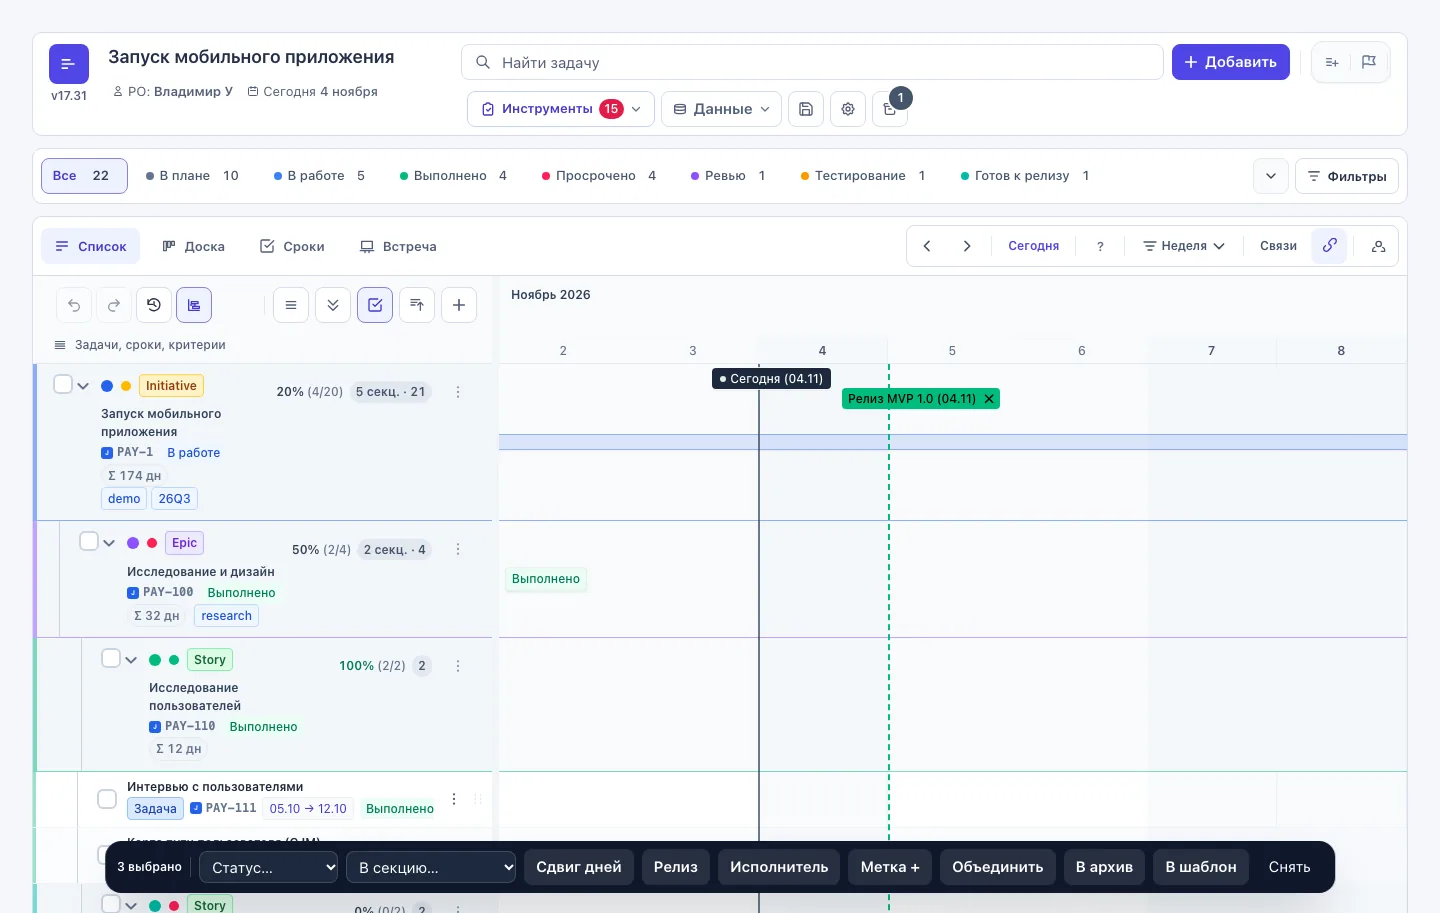 Запуск мобильного приложения
v17.31
PO: Владимир У
Сегодня 4 ноября
Найти задачу
Добавить
Инструменты 15
Данные
1
Все 22
В плане 10
В работе 5
Выполнено 4
Просрочено 4
Ревью 1
Тестирование 1
Готов к релизу 1
Фильтры
Список
Доска
Сроки
Встреча
Сегодня
?
Неделя
Связи
Задачи, сроки, критерии
Ноябрь 2026
2 3 4 5 6 7 8
Сегодня (04.11)
Релиз MVP 1.0 (04.11) ✕
Initiative
20% (4/20) 5 секц. · 21
Запуск мобильного
приложения
PAY-1 В работе
Σ 174 дн
demo 26Q3
Epic
50% (2/4) 2 секц. · 4
Исследование и дизайн
PAY-100 Выполнено
Σ 32 дн research
Выполнено
Story
100% (2/2) 2
Исследование
пользователей
PAY-110 Выполнено
Σ 12 дн
Интервью с пользователями
Задача PAY-111 05.10 → 12.10 Выполнено
3 выбрано
Статус...
В секцию...
Сдвиг дней
Релиз
Исполнитель
Метка +
Объединить
В архив
В шаблон
Снять
Story
0% (0/2) 2